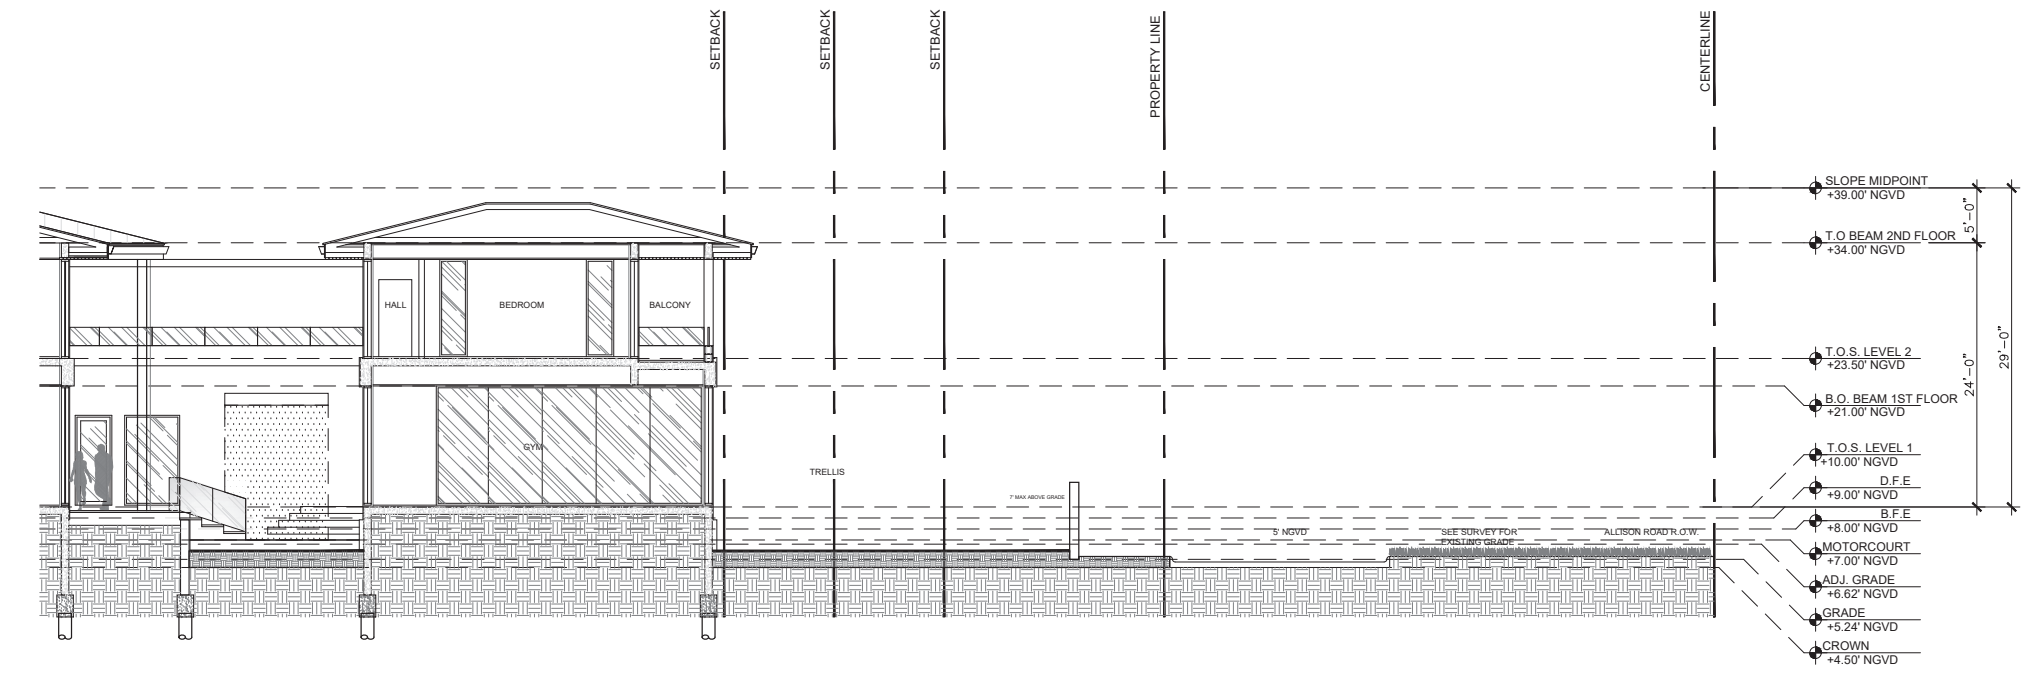 SETBACK
SETBACK
SETBACK
PROPERTY LINE
CENTERLINE
SLOPE MIDPOINT
+39.00' NGVD
5'-0"
T.O BEAM 2ND FLOOR
+34.00' NGVD
HALL
BEDROOM
BALCONY
T.O.S. LEVEL 2
+23.50' NGVD
24'-0"
29'-0"
B.O. BEAM 1ST FLOOR
+21.00' NGVD
GYM
TRELLIS
T.O.S. LEVEL 1
+10.00' NGVD
7' MAX ABOVE GRADE
D.F.E
+9.00' NGVD
B.F.E
+8.00' NGVD
5' NGVD
SEE SURVEY FOR
EXISTING GRADE
ALLISON ROAD R.O.W.
MOTORCOURT
+7.00' NGVD
ADJ. GRADE
+6.62' NGVD
GRADE
+5.24' NGVD
CROWN
+4.50' NGVD